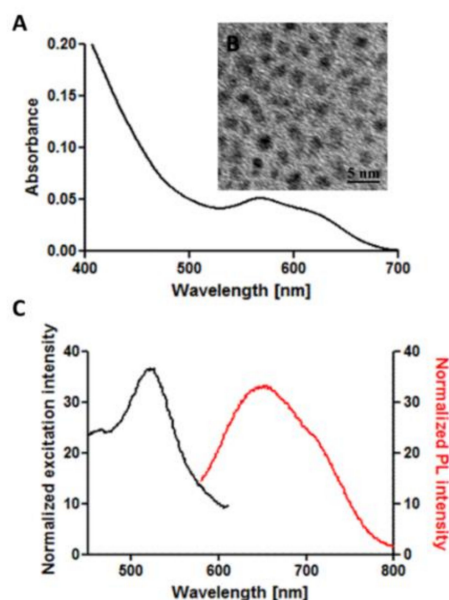 A
B
0.20
0.15
0.10
0.05
0.00
Absorbance
5 nm
400 500 600 700
Wavelength [nm]
C
40 40
30 30
20 20
10 10
0 0
Normalized excitation intensity
Normalized PL intensity
500 600 700 800
Wavelength [nm]